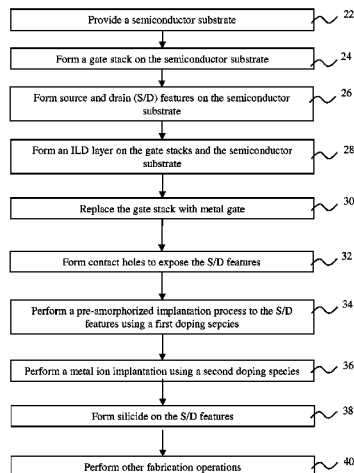 Provide a semiconductor substrate
22
Form a gate stack on the semiconductor substrate
24
Form source and drain (S/D) features on the semiconductor
substrate
26
Form an ILD layer on the gate stacks and the semiconductor
substrate
28
Replace the gate stack with metal gate
30
Form contact holes to expose the S/D features
32
Perform a pre-amorphized implantation process to the S/D
features using a first doping sepcies
34
Perform a metal ion implantation using a second doping species
36
Form silicide on the S/D features
38
Perform other fabrication operations
40